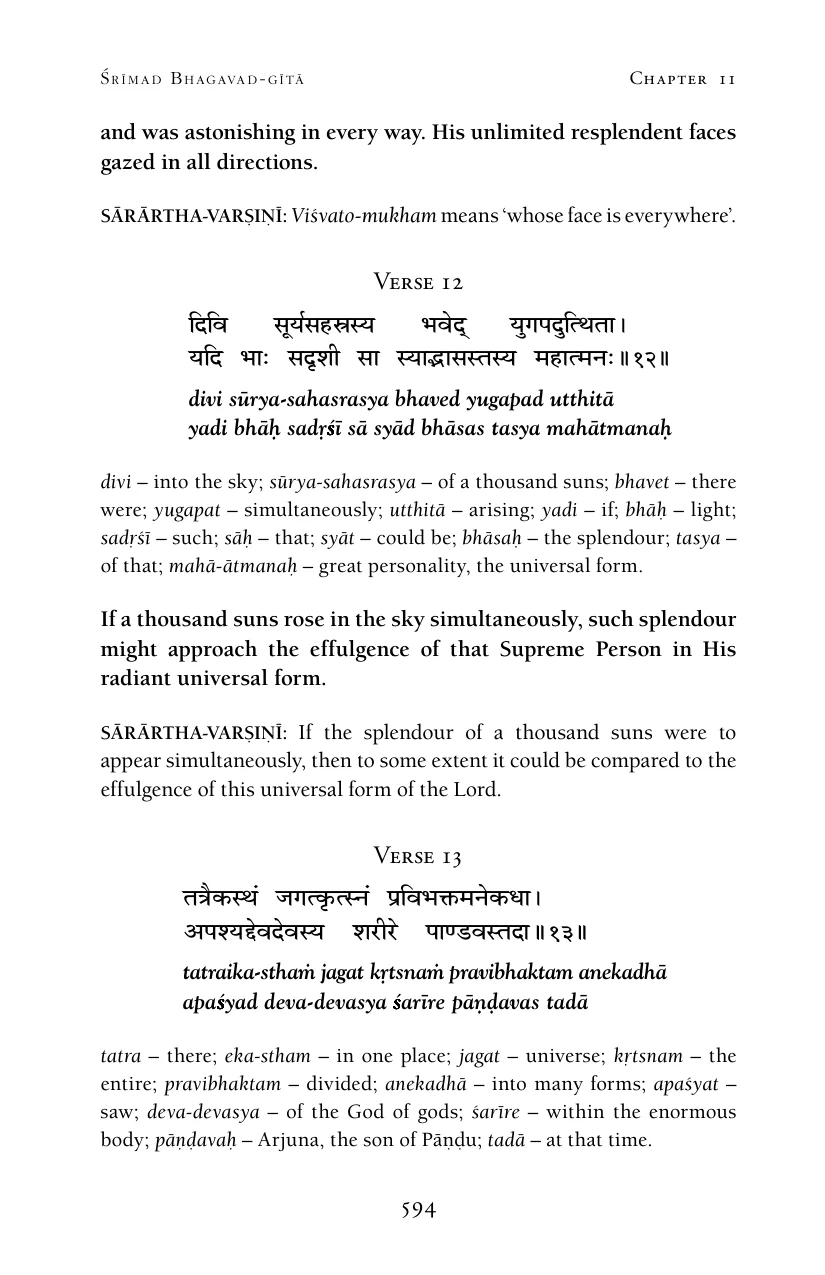 ŚRĪMAD BHAGAVAD-GĪTĀ CHAPTER 11
and was astonishing in every way. His unlimited resplendent faces
gazed in all directions.
SĀRĀRTHA-VARṢIṆĪ: Viśvato-mukham means ‘whose face is everywhere’.
VERSE 12
दिवि सूर्यसहस्रस्य भवेद् युगपदुत्थिता।
यदि भाः सदृशी सा स्याद्भासस्तस्य महात्मनः॥१२॥
divi sūrya-sahasrasya bhaved yugapad utthitā
yadi bhāḥ sadṛśī sā syād bhāsas tasya mahātmanaḥ
divi – into the sky; sūrya-sahasrasya – of a thousand suns; bhavet – there
were; yugapat – simultaneously; utthitā – arising; yadi – if; bhāḥ – light;
sadṛśī – such; sāḥ – that; syāt – could be; bhāsaḥ – the splendour; tasya –
of that; mahā-ātmanaḥ – great personality, the universal form.
If a thousand suns rose in the sky simultaneously, such splendour
might approach the effulgence of that Supreme Person in His
radiant universal form.
SĀRĀRTHA-VARṢIṆĪ: If the splendour of a thousand suns were to
appear simultaneously, then to some extent it could be compared to the
effulgence of this universal form of the Lord.
VERSE 13
तत्रैकस्थं जगत्कृत्स्नं प्रविभक्तमनेकधा।
अपश्यद्देवदेवस्य शरीरे पाण्डवस्तदा॥१३॥
tatraika-sthaṁ jagat kṛtsnaṁ pravibhaktam anekadhā
apaśyad deva-devasya śarīre pāṇḍavas tadā
tatra – there; eka-stham – in one place; jagat – universe; kṛtsnam – the
entire; pravibhaktam – divided; anekadhā – into many forms; apaśyat –
saw; deva-devasya – of the God of gods; śarīre – within the enormous
body; pāṇḍavaḥ – Arjuna, the son of Pāṇḍu; tadā – at that time.
594